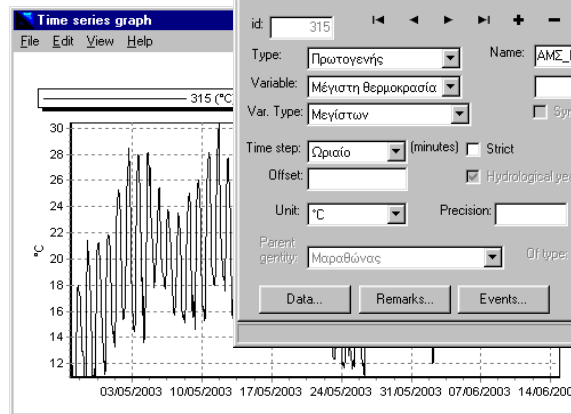 Time series graph
File Edit View Help
315 (°C)
30
28
26
24
22
20
18
16
14
12
°C
03/05/2003 10/05/2003 17/05/2003 24/05/2003 31/05/2003 07/06/2003 14/06/200
id: 315
Type: Πρωτογενής Name: ΑΜΣ_
Variable: Μέγιστη θερμοκρασία
Var. Type: Μεγίστων Syn
Time step: Ωριαίο (minutes) Strict
Offset: Hydrological yea
Unit: °C Precision:
Parent
gentity: Μαραθώνας Of type:
Data... Remarks... Events...